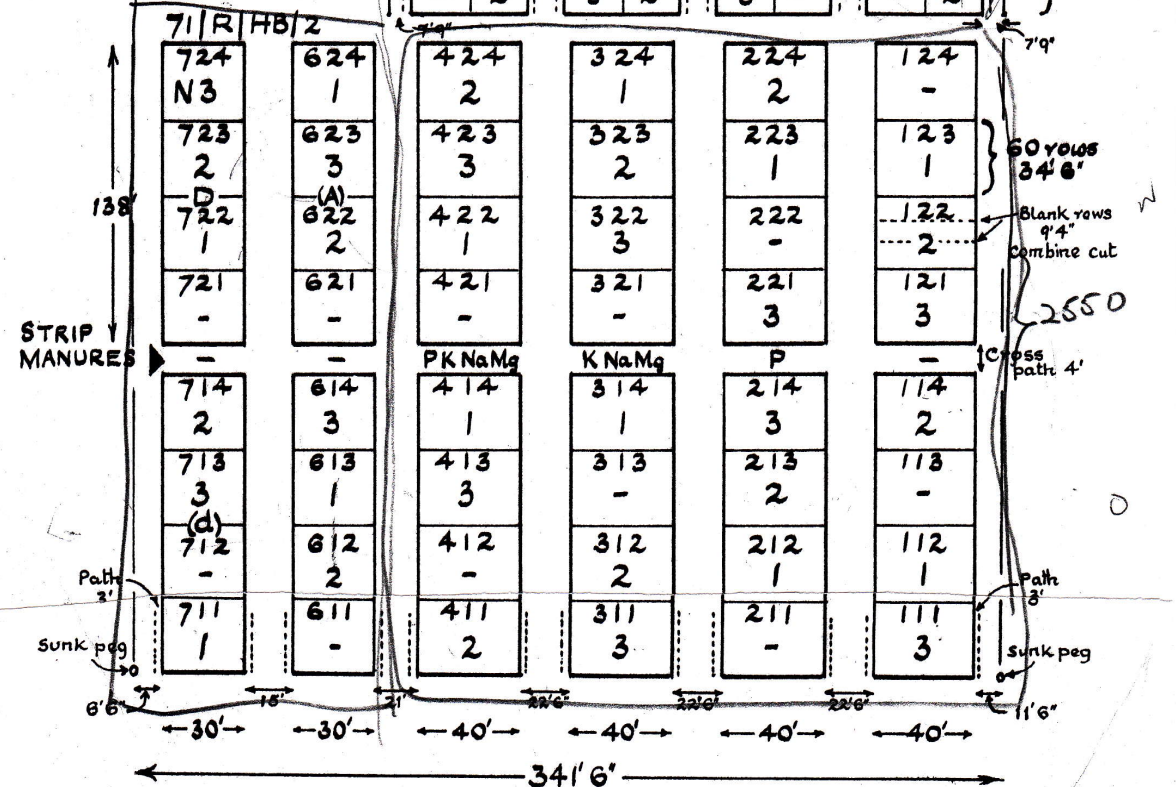 2
3 2
3
2
71/R/HB/2
7'9"
7'9"
724 624 424 324 224 124
N3 1 2 1 2 -
723 623 423 323 223 123
2 3 3 2 1 1
60 rows
34'6"
D (A)
138'
722 622 422 322 222 122
1 2 1 3 - 2
Blank rows
9'4"
Combine cut
721 621 421 321 221 121
- - - - 3 3
2550
STRIP
MANURES - - PKNaMg KNaMg P -
Cross
path 4'
714 614 414 314 214 114
2 3 1 1 3 2
713 613 413 313 213 113
3 1 3 - 2 -
(d)
712 612 412 312 212 112
- 2 - 2 1 1
Path
3'
Path
3'
711 611 411 311 211 111
1 - 2 3 - 3
Sunk peg
Sunk peg
6'6" 15' 21' 22'6" 22'6" 22'6" 11'6"
30' 30' 40' 40' 40' 40'
341' 6"